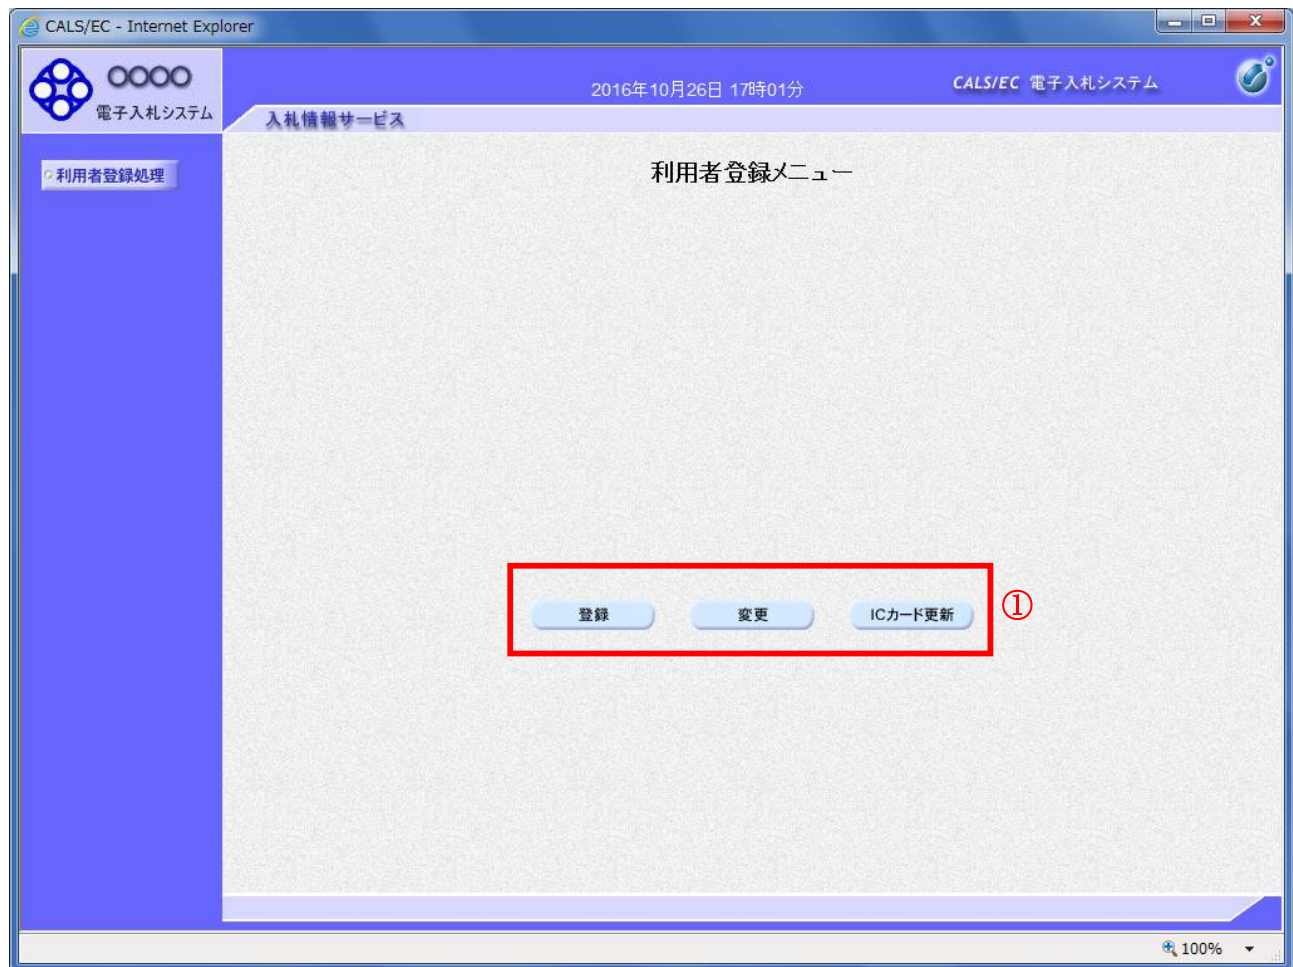 CALS/EC - Internet Explorer
○○○○
電子入札システム
2016年10月26日 17時01分
CALS/EC 電子入札システム
入札情報サービス
利用者登録処理
利用者登録メニュー
登録
変更
ICカード更新
①
100%